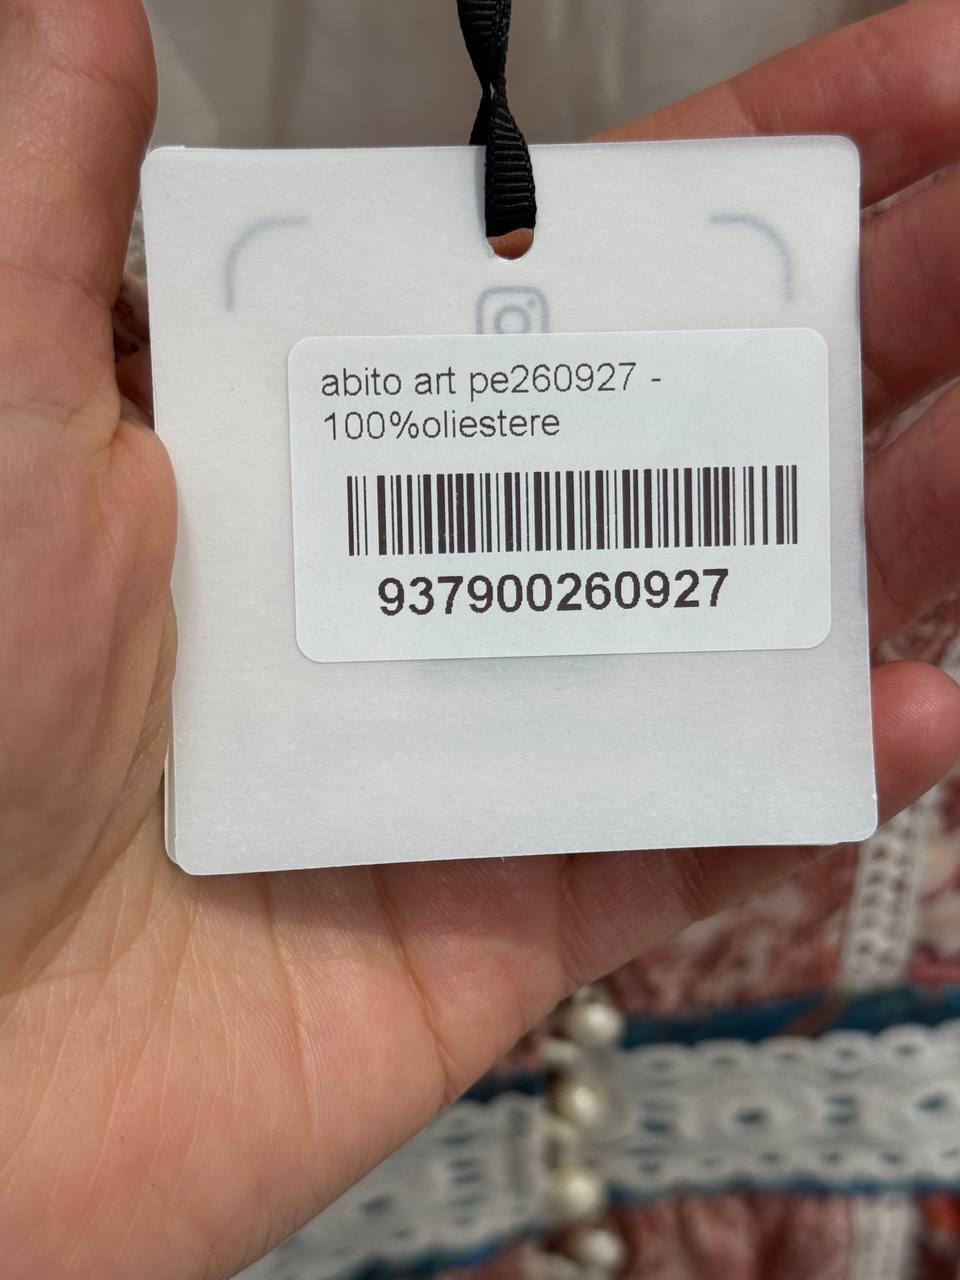 abito art pe260927 -
100%oliestere
937900260927